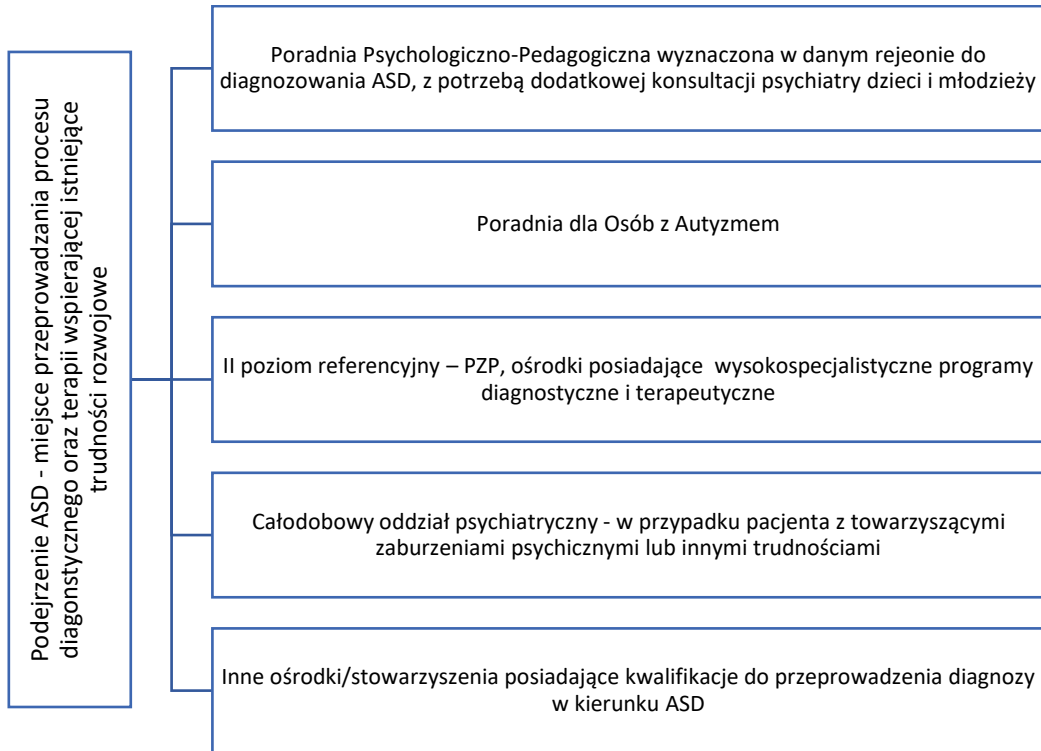 Podejrzenie ASD - miejsce przeprowadzania procesu
diagonstycznego oraz terapii wspierającej istniejące
trudności rozwojowe
Poradnia Psychologiczno-Pedagogiczna wyznaczona w danym rejeonie do
diagnozowania ASD, z potrzebą dodatkowej konsultacji psychiatry dzieci i młodzieży
Poradnia dla Osób z Autyzmem
II poziom referencyjny – PZP, ośrodki posiadające wysokospecjalistyczne programy
diagnostyczne i terapeutyczne
Całodobowy oddział psychiatryczny - w przypadku pacjenta z towarzyszącymi
zaburzeniami psychicznymi lub innymi trudnościami
Inne ośrodki/stowarzyszenia posiadające kwalifikacje do przeprowadzenia diagnozy
w kierunku ASD